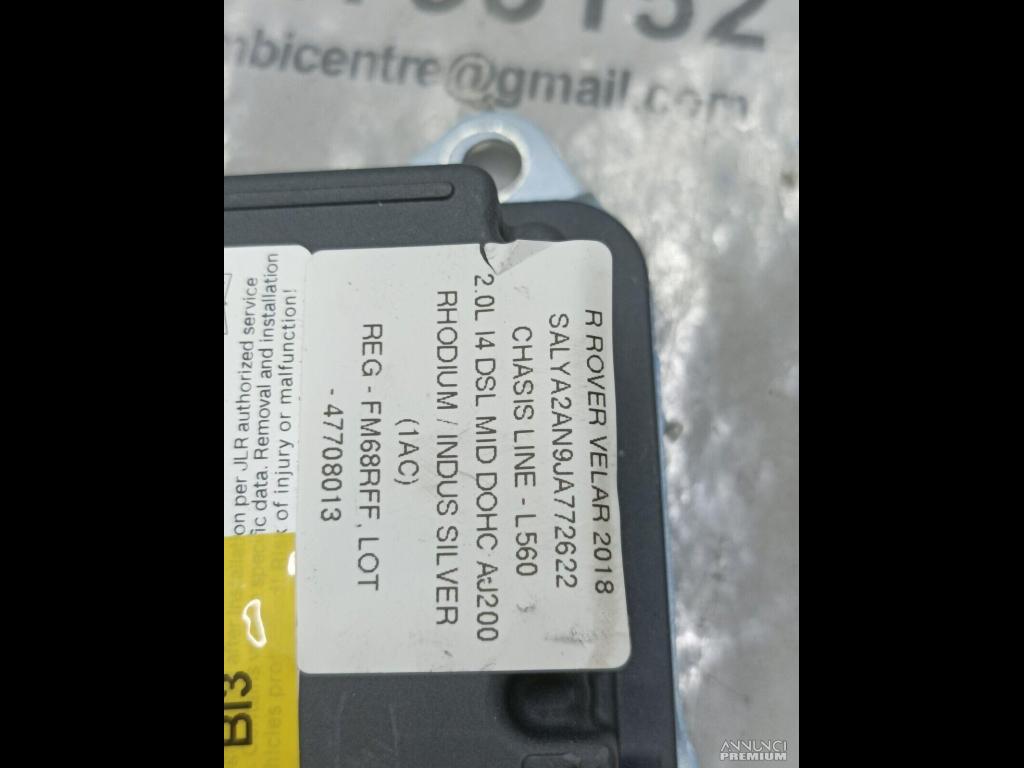 mbicentre@gmail.com
R ROVER VELAR 2018
SALYA2AN9JA772622
CHASIS LINE - L560
2.0L I4 DSL MID DOHC AJ200
RHODIUM / INDUS SILVER
(1AC)
REG - FM68RFF, LOT
- 47708013
on per JLR authorized service
data. Removal and installation
of injury or malfunction!
BI3
ANNUNCI
PREMIUM